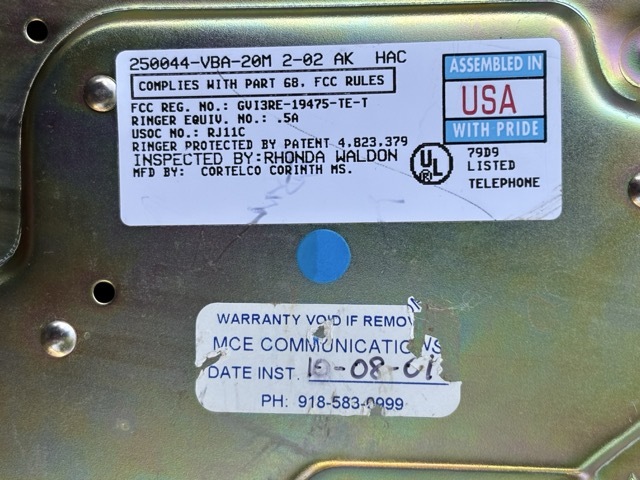 250044-VBA-20M 2-02 AK HAC
COMPLIES WITH PART 68, FCC RULES
FCC REG. NO.: GVI3RE-19475-TE-T
RINGER EQUIV. NO.: .5A
USOC NO.: RJ11C
RINGER PROTECTED BY PATENT 4,823,379
INSPECTED BY: RHONDA WALDON
MFD BY: CORTELCO CORINTH MS.
ASSEMBLED IN
USA
WITH PRIDE
UL
(R)
79D9
LISTED
TELEPHONE
WARRANTY VOID IF REMOV
MCE COMMUNICATIONS
DATE INST. 10-08-01
PH: 918-583-0999